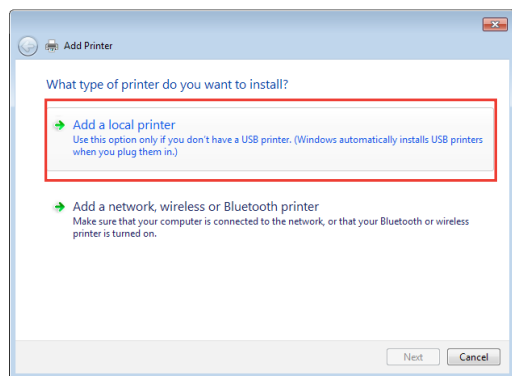 Add Printer
What type of printer do you want to install?
Add a local printer
Use this option only if you don't have a USB printer. (Windows automatically installs USB printers
when you plug them in.)
Add a network, wireless or Bluetooth printer
Make sure that your computer is connected to the network, or that your Bluetooth or wireless
printer is turned on.
Next Cancel